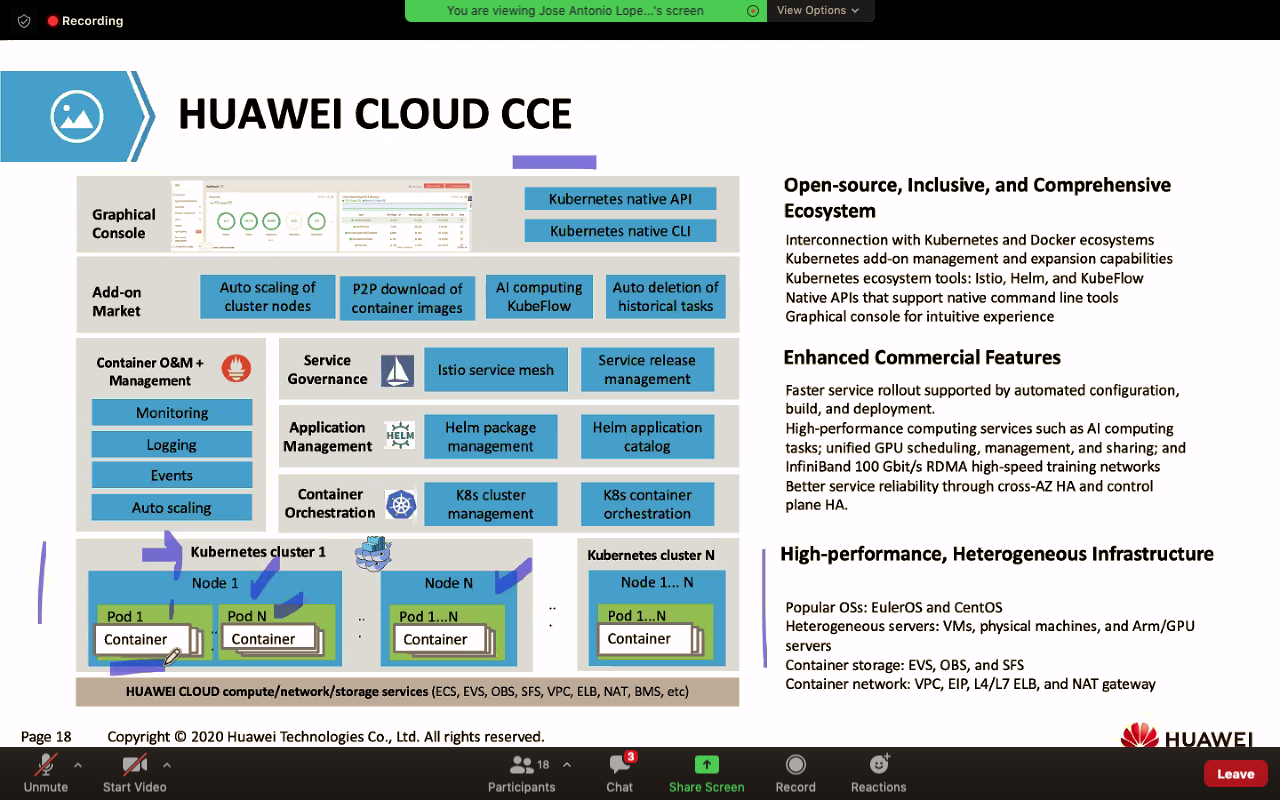 Recording
You are viewing Jose Antonio Lope...'s screen
View Options
HUAWEI CLOUD CCE
Graphical
Console
Kubernetes native API
Kubernetes native CLI
Add-on
Market
Auto scaling of
cluster nodes
P2P download of
container images
AI computing
KubeFlow
Auto deletion of
historical tasks
Container O&M +
Management
Monitoring
Logging
Events
Auto scaling
Service
Governance
Istio service mesh
Service release
management
Application
Management
HELM
Helm package
management
Helm application
catalog
Container
Orchestration
K8s cluster
management
K8s container
orchestration
Kubernetes cluster 1
Node 1
Pod 1
Container
..
.
Pod N
Container
..
.
Node N
Pod 1...N
Container
..
.
Kubernetes cluster N
Node 1... N
Pod 1...N
Container
HUAWEI CLOUD compute/network/storage services (ECS, EVS, OBS, SFS, VPC, ELB, NAT, BMS, etc)
Open-source, Inclusive, and Comprehensive
Ecosystem
Interconnection with Kubernetes and Docker ecosystems
Kubernetes add-on management and expansion capabilities
Kubernetes ecosystem tools: Istio, Helm, and KubeFlow
Native APIs that support native command line tools
Graphical console for intuitive experience
Enhanced Commercial Features
Faster service rollout supported by automated configuration,
build, and deployment.
High-performance computing services such as AI computing
tasks; unified GPU scheduling, management, and sharing; and
InfiniBand 100 Gbit/s RDMA high-speed training networks
Better service reliability through cross-AZ HA and control
plane HA.
High-performance, Heterogeneous Infrastructure
Popular OSs: EulerOS and CentOS
Heterogeneous servers: VMs, physical machines, and Arm/GPU
servers
Container storage: EVS, OBS, and SFS
Container network: VPC, EIP, L4/L7 ELB, and NAT gateway
Page 18
Copyright © 2020 Huawei Technologies Co., Ltd. All rights reserved.
HUAWEI
Unmute
Start Video
18
Participants
3
Chat
Share Screen
Record
Reactions
Leave